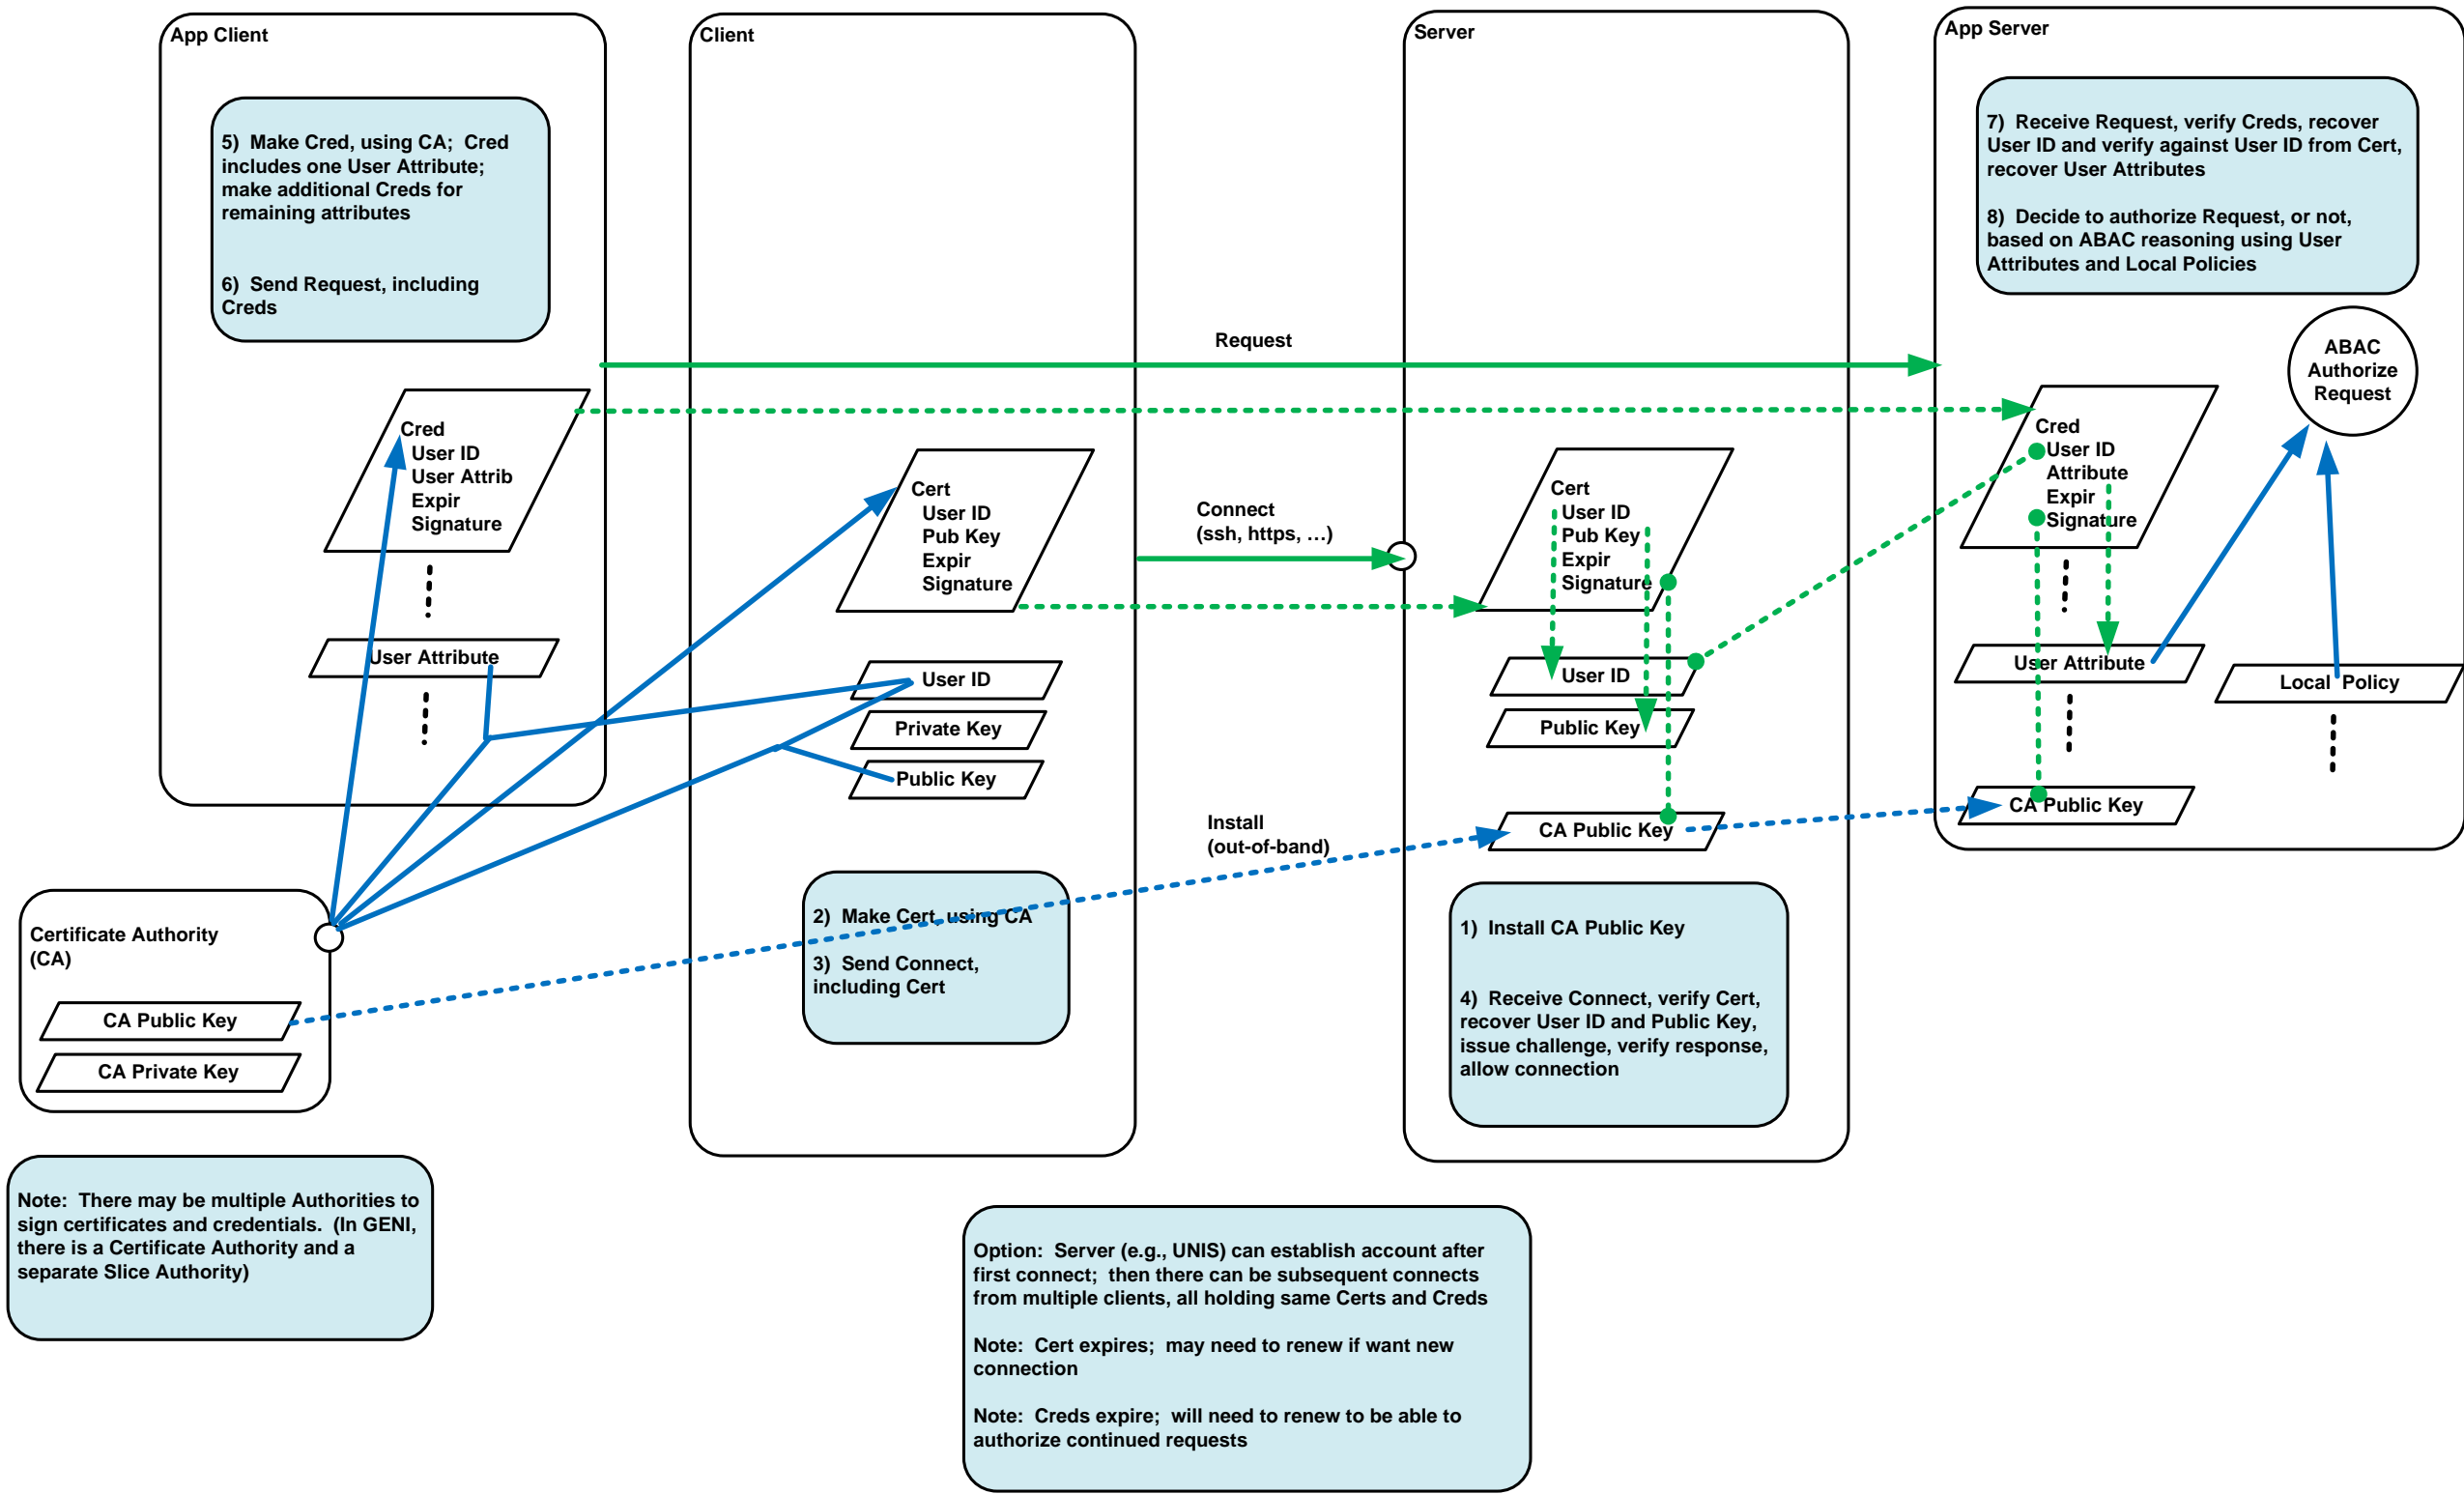 App Client
5) Make Cred, using CA; Cred
includes one User Attribute;
make additional Creds for
remaining attributes
6) Send Request, including
Creds
Cred
User ID
User Attrib
Expir
Signature
User Attribute
Certificate Authority
(CA)
CA Public Key
CA Private Key
Note: There may be multiple Authorities to
sign certificates and credentials. (In GENI,
there is a Certificate Authority and a
separate Slice Authority)
Client
Cert
User ID
Pub Key
Expir
Signature
User ID
Private Key
Public Key
2) Make Cert, using CA
3) Send Connect,
including Cert
Request
Connect
(ssh, https, …)
Install
(out-of-band)
Server
Cert
User ID
Pub Key
Expir
Signature
User ID
Public Key
CA Public Key
1) Install CA Public Key
4) Receive Connect, verify Cert,
recover User ID and Public Key,
issue challenge, verify response,
allow connection
App Server
7) Receive Request, verify Creds, recover
User ID and verify against User ID from Cert,
recover User Attributes
8) Decide to authorize Request, or not,
based on ABAC reasoning using User
Attributes and Local Policies
ABAC
Authorize
Request
Cred
User ID
Attribute
Expir
Signature
User Attribute
Local Policy
CA Public Key
Option: Server (e.g., UNIS) can establish account after
first connect; then there can be subsequent connects
from multiple clients, all holding same Certs and Creds
Note: Cert expires; may need to renew if want new
connection
Note: Creds expire; will need to renew to be able to
authorize continued requests